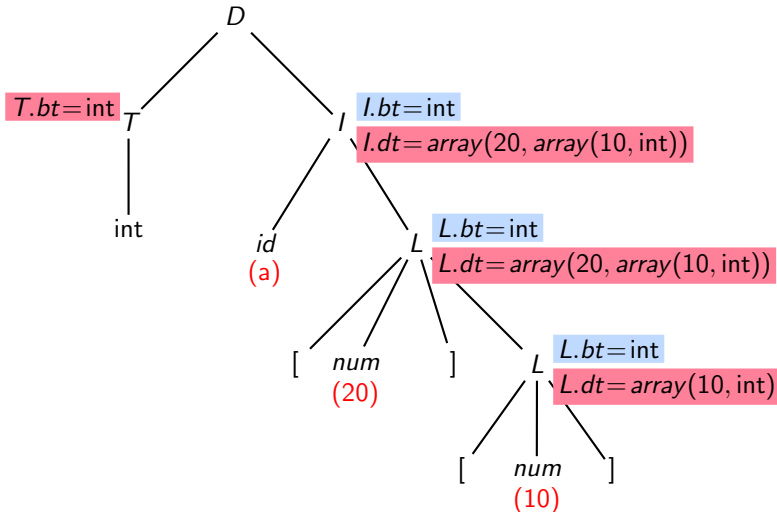 D
T.bt = int T I I.bt = int
I.dt = array(20, array(10, int))
int id L L.bt = int
(a) L.dt = array(20, array(10, int))
[ num ] L L.bt = int
(20) L.dt = array(10, int)
[ num ]
(10)